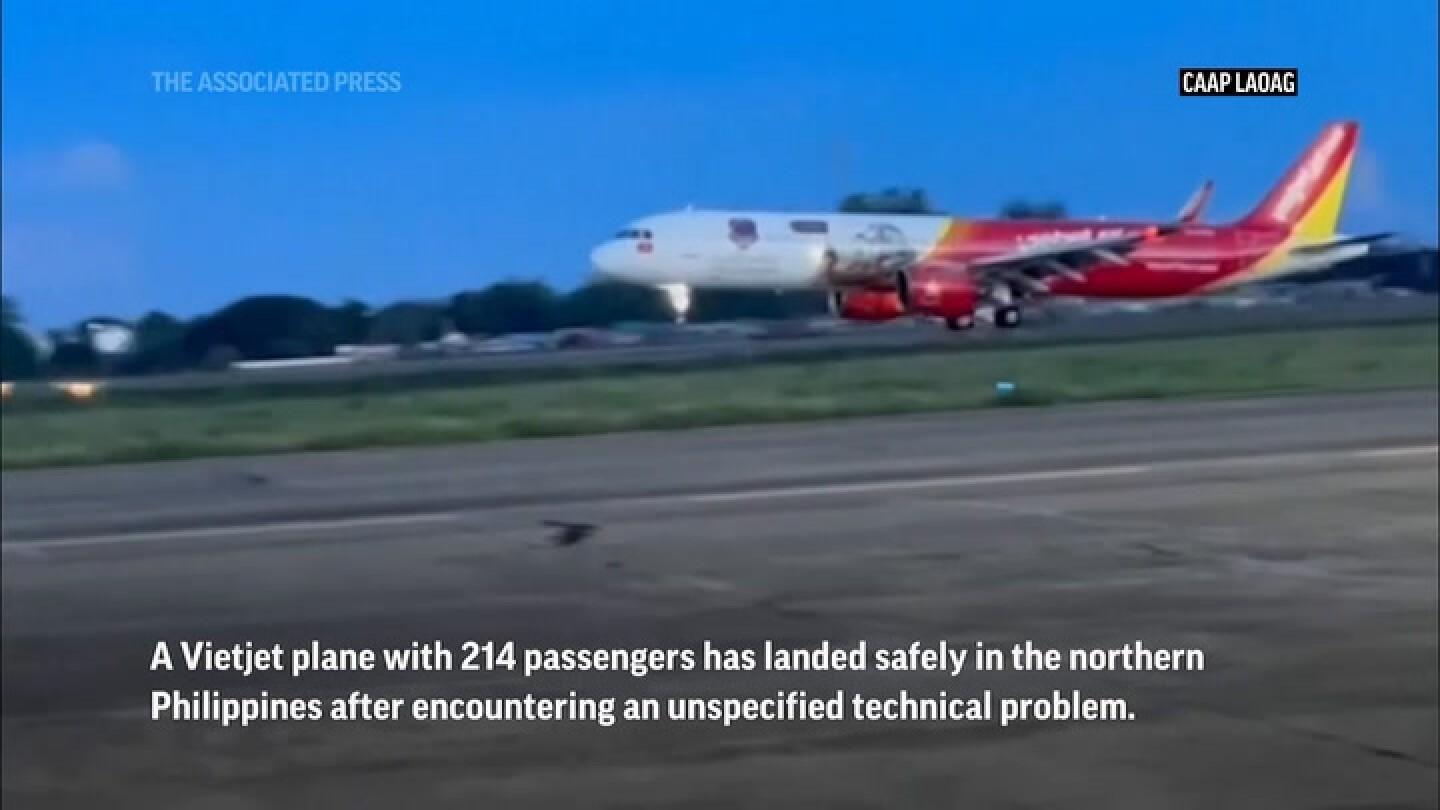 THE ASSOCIATED PRESS
CAAP LAOAG
A Vietjet plane with 214 passengers has landed safely in the northern
Philippines after encountering an unspecified technical problem.